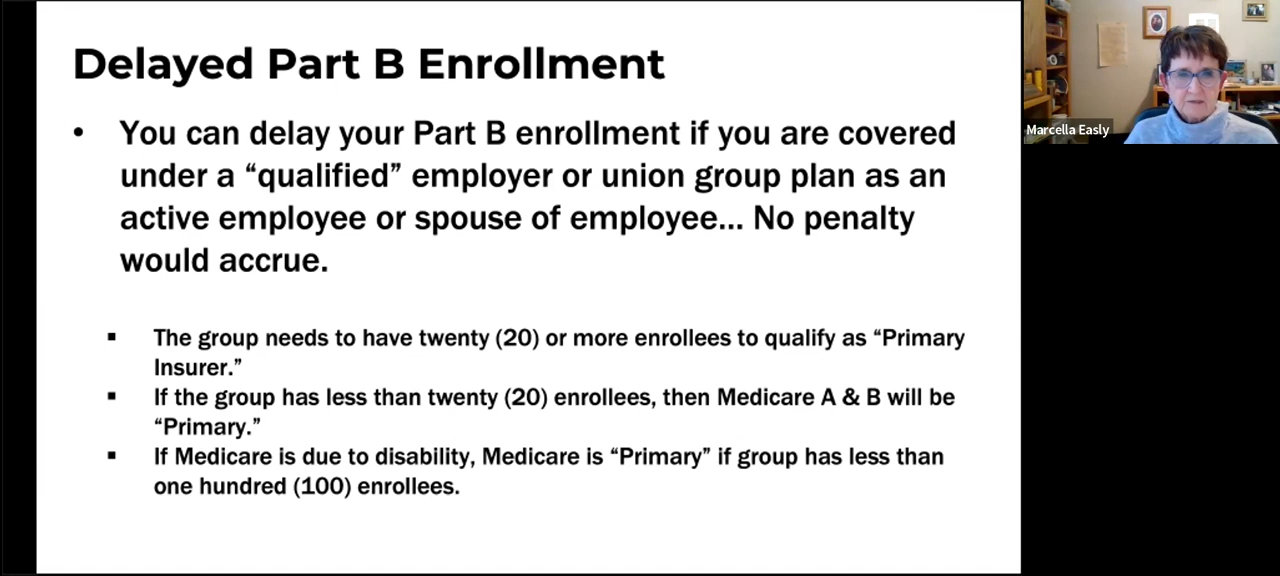 Delayed Part B Enrollment
• You can delay your Part B enrollment if you are covered
under a “qualified” employer or union group plan as an
active employee or spouse of employee... No penalty
would accrue.
▪ The group needs to have twenty (20) or more enrollees to qualify as “Primary
Insurer.”
▪ If the group has less than twenty (20) enrollees, then Medicare A & B will be
“Primary.”
▪ If Medicare is due to disability, Medicare is “Primary” if group has less than
one hundred (100) enrollees.
Marcella Easly